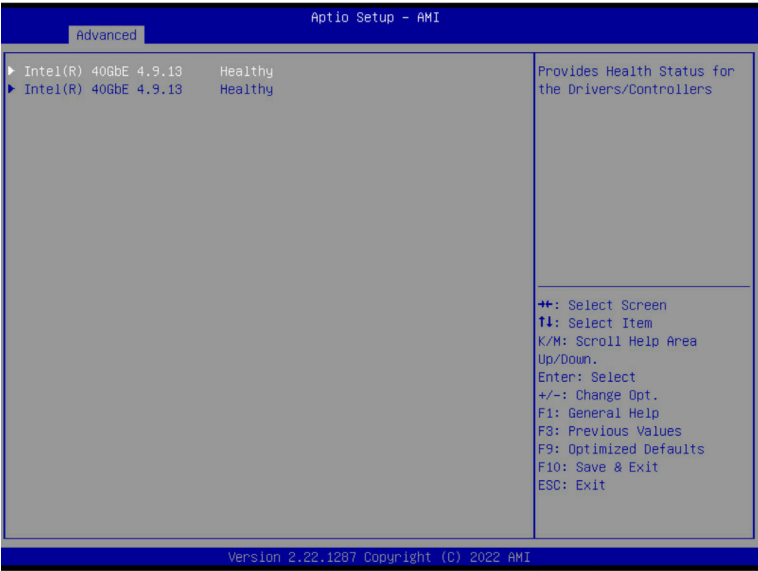 Aptio Setup – AMI
Advanced
▶ Intel(R) 40GbE 4.9.13 Healthy
▶ Intel(R) 40GbE 4.9.13 Healthy
Provides Health Status for
the Drivers/Controllers
→←: Select Screen
↑↓: Select Item
K/M: Scroll Help Area
Up/Down.
Enter: Select
+/-: Change Opt.
F1: General Help
F3: Previous Values
F9: Optimized Defaults
F10: Save & Exit
ESC: Exit
Version 2.22.1287 Copyright (C) 2022 AMI